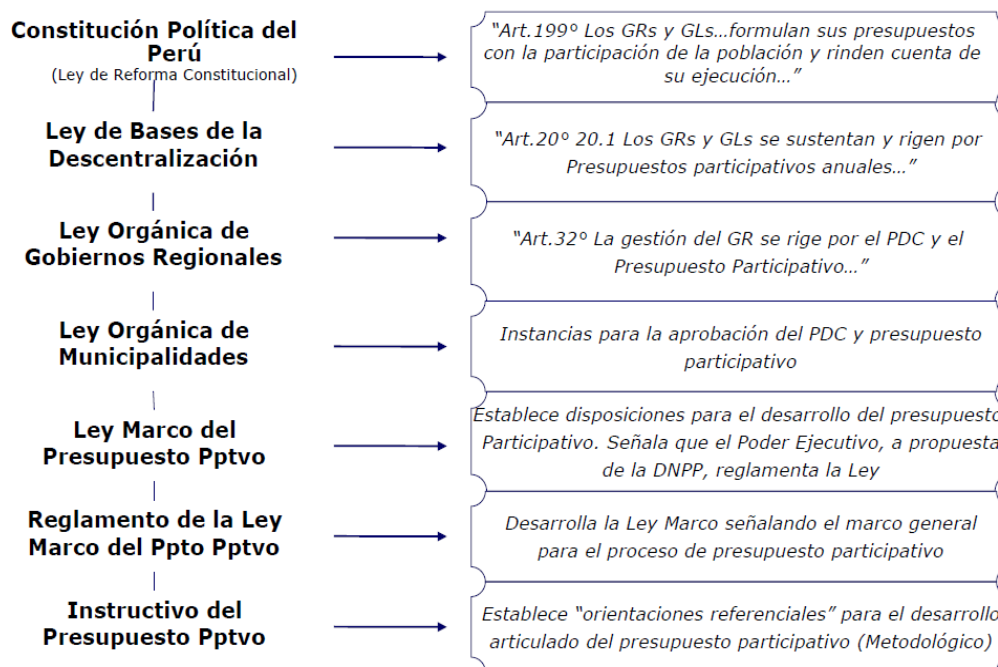 Constitución Política del
Perú
(Ley de Reforma Constitucional)
“Art.199° Los GRs y GLs…formulan sus presupuestos
con la participación de la población y rinden cuenta de
su ejecución…”
Ley de Bases de la
Descentralización
“Art.20° 20.1 Los GRs y GLs se sustentan y rigen por
Presupuestos participativos anuales…”
Ley Orgánica de
Gobiernos Regionales
“Art.32° La gestión del GR se rige por el PDC y el
Presupuesto Participativo…”
Ley Orgánica de
Municipalidades
Instancias para la aprobación del PDC y presupuesto
participativo
Ley Marco del
Presupuesto Pptvo
Establece disposiciones para el desarrollo del presupuesto
Participativo. Señala que el Poder Ejecutivo, a propuesta
de la DNPP, reglamenta la Ley
Reglamento de la Ley
Marco del Ppto Pptvo
Desarrolla la Ley Marco señalando el marco general
para el proceso de presupuesto participativo
Instructivo del
Presupuesto Pptvo
Establece “orientaciones referenciales” para el desarrollo
articulado del presupuesto participativo (Metodológico)